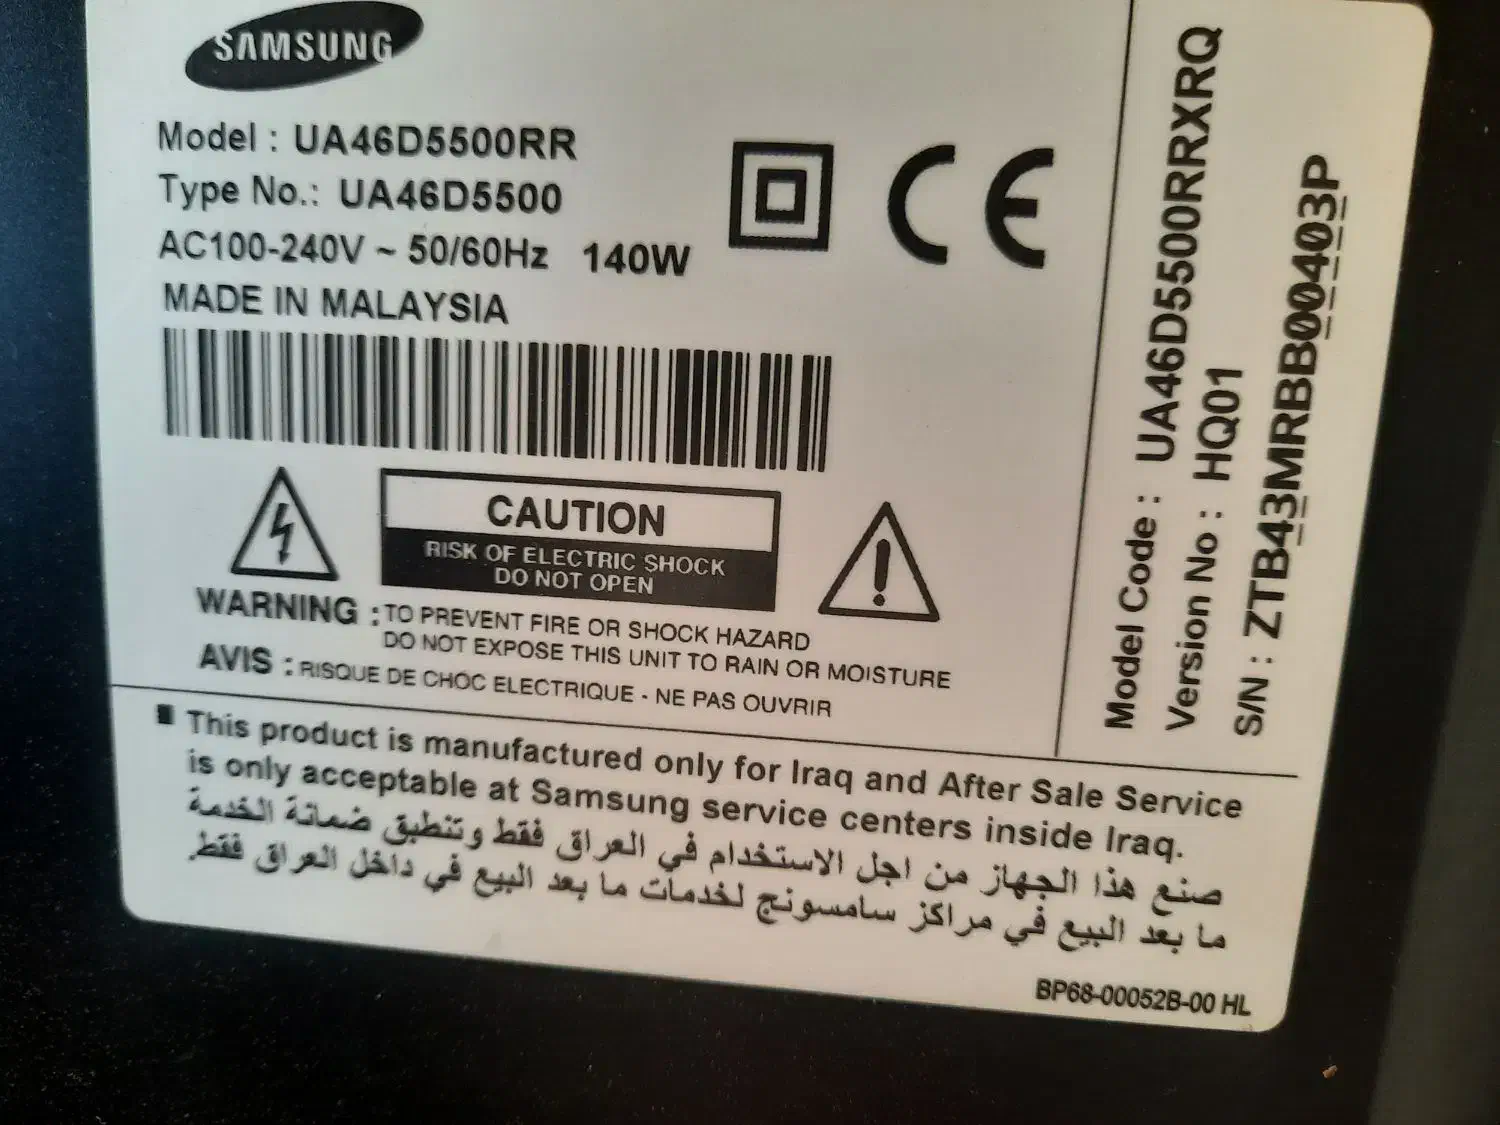 SAMSUNG
Model : UA46D5500RR
Type No.: UA46D5500
AC100-240V ~ 50/60Hz 140W
MADE IN MALAYSIA
CE
CAUTION
RISK OF ELECTRIC SHOCK
DO NOT OPEN
WARNING : TO PREVENT FIRE OR SHOCK HAZARD
DO NOT EXPOSE THIS UNIT TO RAIN OR MOISTURE
AVIS : RISQUE DE CHOC ELECTRIQUE - NE PAS OUVRIR
Model Code : UA46D5500RRXRQ
Version No : HQ01
S/N : ZTB43MRBB00403P
■ This product is manufactured only for Iraq and After Sale Service
is only acceptable at Samsung service centers inside Iraq.
صنع هذا الجهاز من اجل الاستخدام في العراق فقط وتنطبق ضمانة الخدمة
ما بعد البيع في مراكز سامسونج لخدمات ما بعد البيع في داخل العراق فقط
BP68-00052B-00 HL